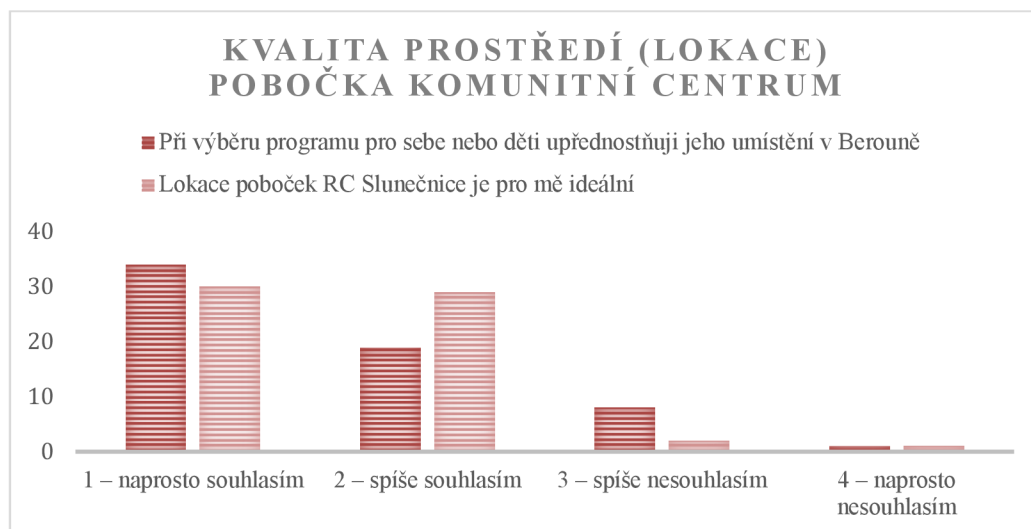 KVALITA PROSTŘEDÍ (LOKACE)
POBOČKA KOMUNITNÍ CENTRUM
Při výběru programu pro sebe nebo děti upřednostňuji jeho umístění v Berouně
Lokace poboček RC Slunečnice je pro mě ideální
40
30
20
10
0
1 – naprosto souhlasím
2 – spíše souhlasím
3 – spíše nesouhlasím
4 – naprosto
nesouhlasím